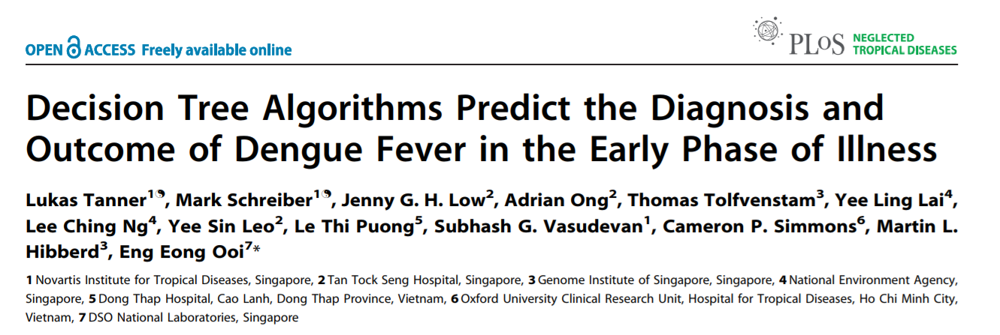 OPEN ACCESS Freely available online
PLoS NEGLECTED
TROPICAL DISEASES
Decision Tree Algorithms Predict the Diagnosis and
Outcome of Dengue Fever in the Early Phase of Illness
Lukas Tanner1☯, Mark Schreiber1☯, Jenny G. H. Low2, Adrian Ong2, Thomas Tolfvenstam3, Yee Ling Lai4,
Lee Ching Ng4, Yee Sin Leo2, Le Thi Puong5, Subhash G. Vasudevan1, Cameron P. Simmons6, Martin L.
Hibberd3, Eng Eong Ooi7*
1 Novartis Institute for Tropical Diseases, Singapore, 2 Tan Tock Seng Hospital, Singapore, 3 Genome Institute of Singapore, Singapore, 4 National Environment Agency,
Singapore, 5 Dong Thap Hospital, Cao Lanh, Dong Thap Province, Vietnam, 6 Oxford University Clinical Research Unit, Hospital for Tropical Diseases, Ho Chi Minh City,
Vietnam, 7 DSO National Laboratories, Singapore